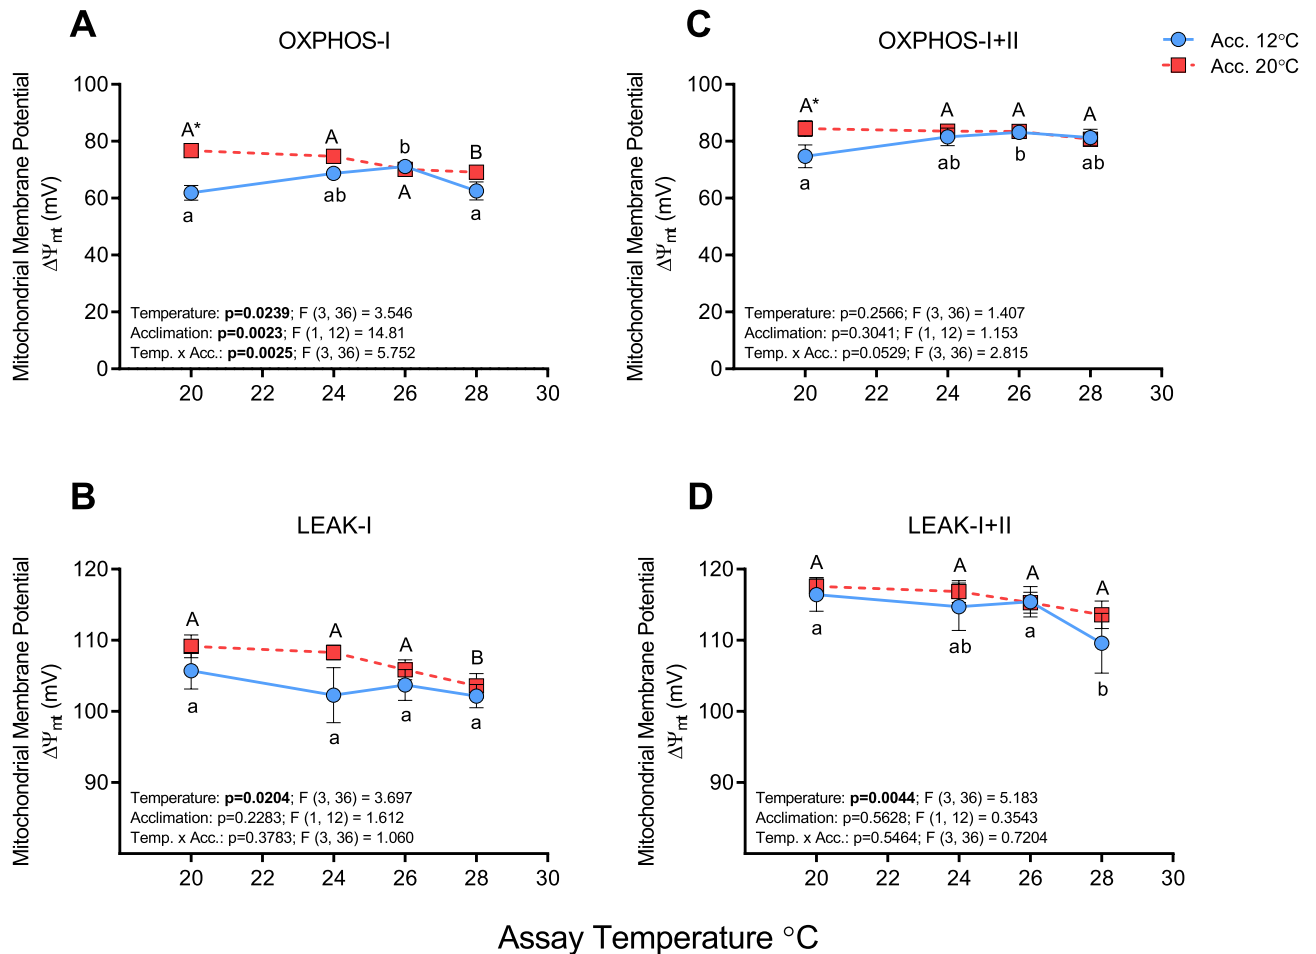 A
OXPHOS-I
Mitochondrial Membrane Potential
ΔΨmt (mV)
100
80
60
40
20
0
A*
A
b
B
a
ab
A
a
Temperature: p=0.0239; F (3, 36) = 3.546
Acclimation: p=0.0023; F (1, 12) = 14.81
Temp. x Acc.: p=0.0025; F (3, 36) = 5.752
20 22 24 26 28 30
C
OXPHOS-I+II
Acc. 12°C
Acc. 20°C
Mitochondrial Membrane Potential
ΔΨmt (mV)
100
80
60
40
20
0
A*
A
A
A
a
ab
b
ab
Temperature: p=0.2566; F (3, 36) = 1.407
Acclimation: p=0.3041; F (1, 12) = 1.153
Temp. x Acc.: p=0.0529; F (3, 36) = 2.815
20 22 24 26 28 30
B
LEAK-I
Mitochondrial Membrane Potential
ΔΨmt (mV)
120
110
100
90
A
A
A
B
a
a
a
a
Temperature: p=0.0204; F (3, 36) = 3.697
Acclimation: p=0.2283; F (1, 12) = 1.612
Temp. x Acc.: p=0.3783; F (3, 36) = 1.060
20 22 24 26 28 30
D
LEAK-I+II
Mitochondrial Membrane Potential
ΔΨmt (mV)
120
110
100
90
A
A
A
A
a
ab
a
b
Temperature: p=0.0044; F (3, 36) = 5.183
Acclimation: p=0.5628; F (1, 12) = 0.3543
Temp. x Acc.: p=0.5464; F (3, 36) = 0.7204
20 22 24 26 28 30
Assay Temperature °C